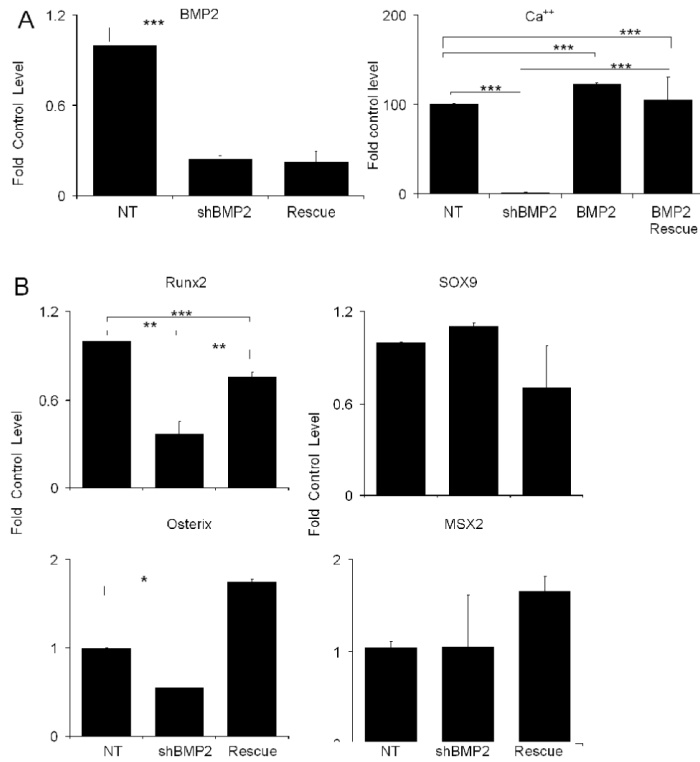 A
BMP2
Fold Control Level
1.2
0.6
0
***
NT
shBMP2
Rescue
Ca++
Fold control level
200
100
0
***
***
***
***
NT
shBMP2
BMP2
BMP2
Rescue
B
Runx2
Fold Control Level
1.2
0.6
0
***
**
**
SOX9
Fold Control Level
1.2
0.6
0
Osterix
2
1
0
*
NT
shBMP2
Rescue
MSX2
2
1
NT
shBMP2
Rescue